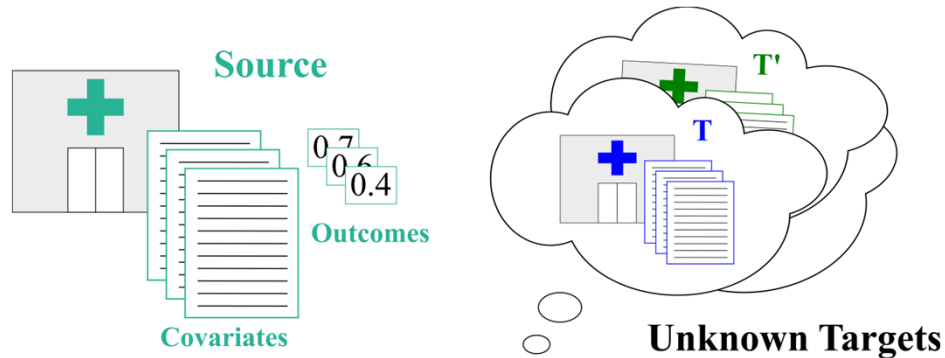 Source
0.7
0.6
0.4
Outcomes
Covariates
T'
T
Unknown Targets